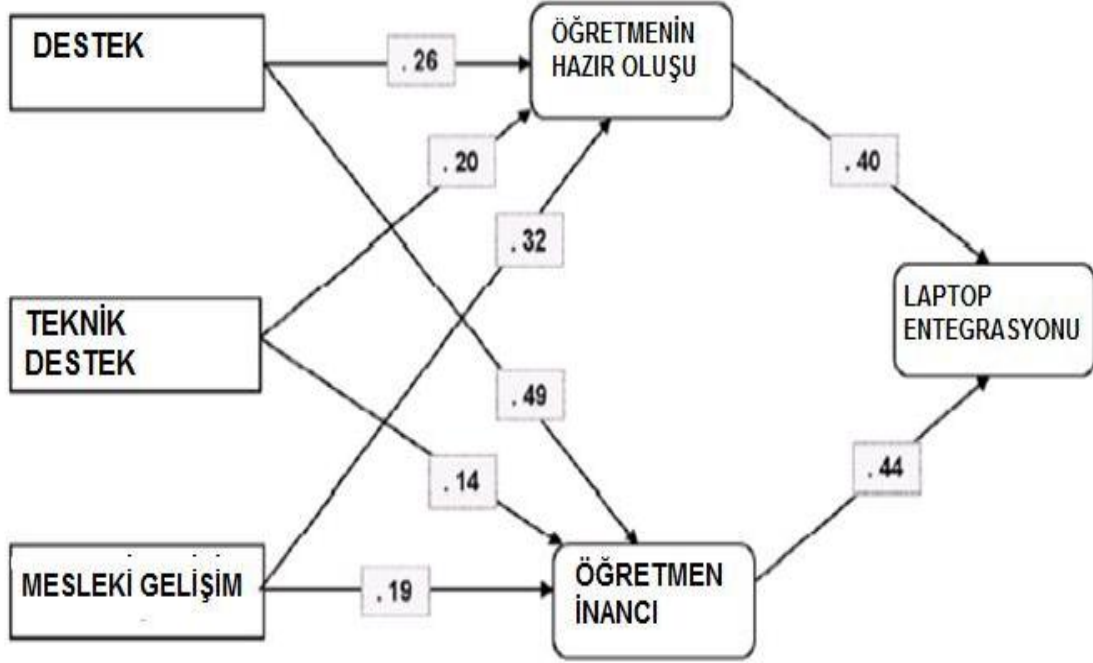 DESTEK
. 26
ÖĞRETMENİN
HAZIR OLUŞU
. 20
. 40
. 32
TEKNİK
DESTEK
LAPTOP
ENTEGRASYONU
. 49
. 14
. 44
MESLEKİ GELİŞİM
. 19
ÖĞRETMEN
İNANCI